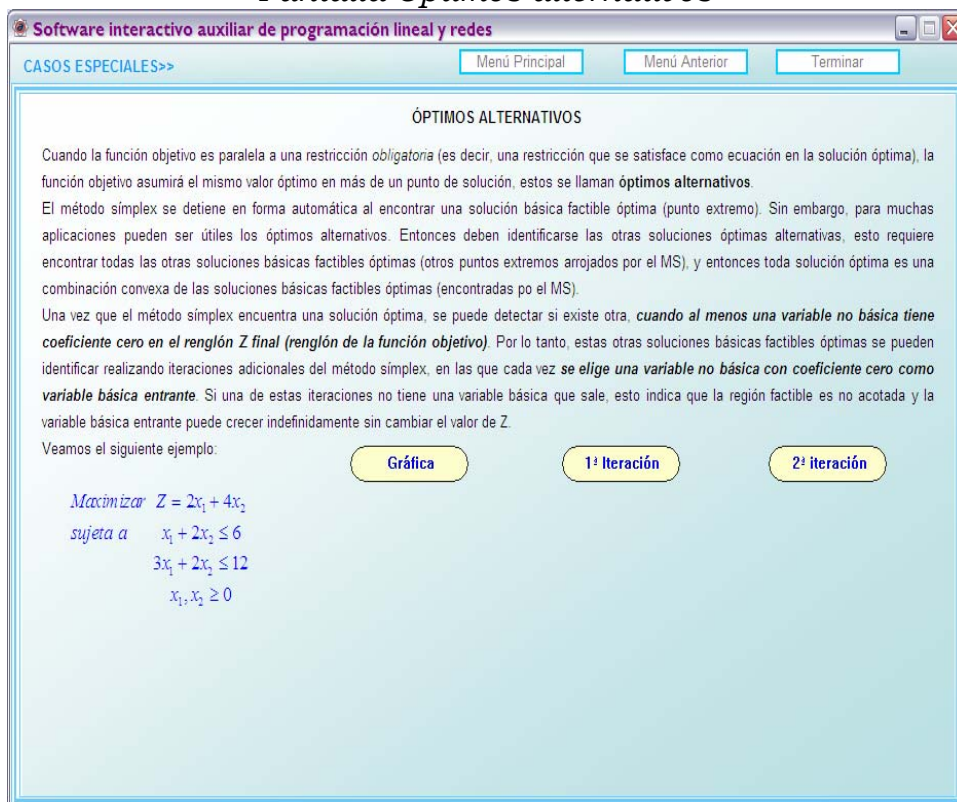 Pantalla Óptimos alternativos
Software interactivo auxiliar de programación lineal y redes
CASOS ESPECIALES>>
Menú Principal
Menú Anterior
Terminar
ÓPTIMOS ALTERNATIVOS
Cuando la función objetivo es paralela a una restricción obligatoria (es decir, una restricción que se satisface como ecuación en la solución óptima), la
función objetivo asumirá el mismo valor óptimo en más de un punto de solución, estos se llaman óptimos alternativos.
El método símplex se detiene en forma automática al encontrar una solución básica factible óptima (punto extremo). Sin embargo, para muchas
aplicaciones pueden ser útiles los óptimos alternativos. Entonces deben identificarse las otras soluciones óptimas alternativas, esto requiere
encontrar todas las otras soluciones básicas factibles óptimas (otros puntos extremos arrojados por el MS), y entonces toda solución óptima es una
combinación convexa de las soluciones básicas factibles óptimas (encontradas po el MS).
Una vez que el método símplex encuentra una solución óptima, se puede detectar si existe otra, cuando al menos una variable no básica tiene
coeficiente cero en el renglón Z final (renglón de la función objetivo). Por lo tanto, estas otras soluciones básicas factibles óptimas se pueden
identificar realizando iteraciones adicionales del método símplex, en las que cada vez se elige una variable no básica con coeficiente cero como
variable básica entrante. Si una de estas iteraciones no tiene una variable básica que sale, esto indica que la región factible es no acotada y la
variable básica entrante puede crecer indefinidamente sin cambiar el valor de Z.
Veamos el siguiente ejemplo:
Gráfica
1ª Iteración
2ª iteración
Maximizar Z = 2x₁ + 4x₂
sujeta a x₁ + 2x₂ ≤ 6
3x₁ + 2x₂ ≤ 12
x₁, x₂ ≥ 0